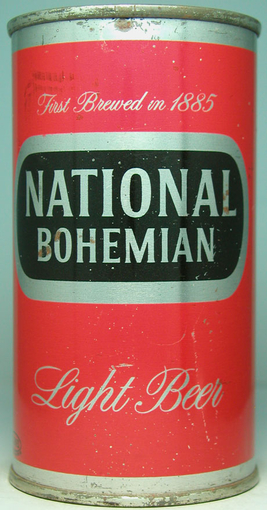 First Brewed in 1885
NATIONAL
BOHEMIAN
Light Beer